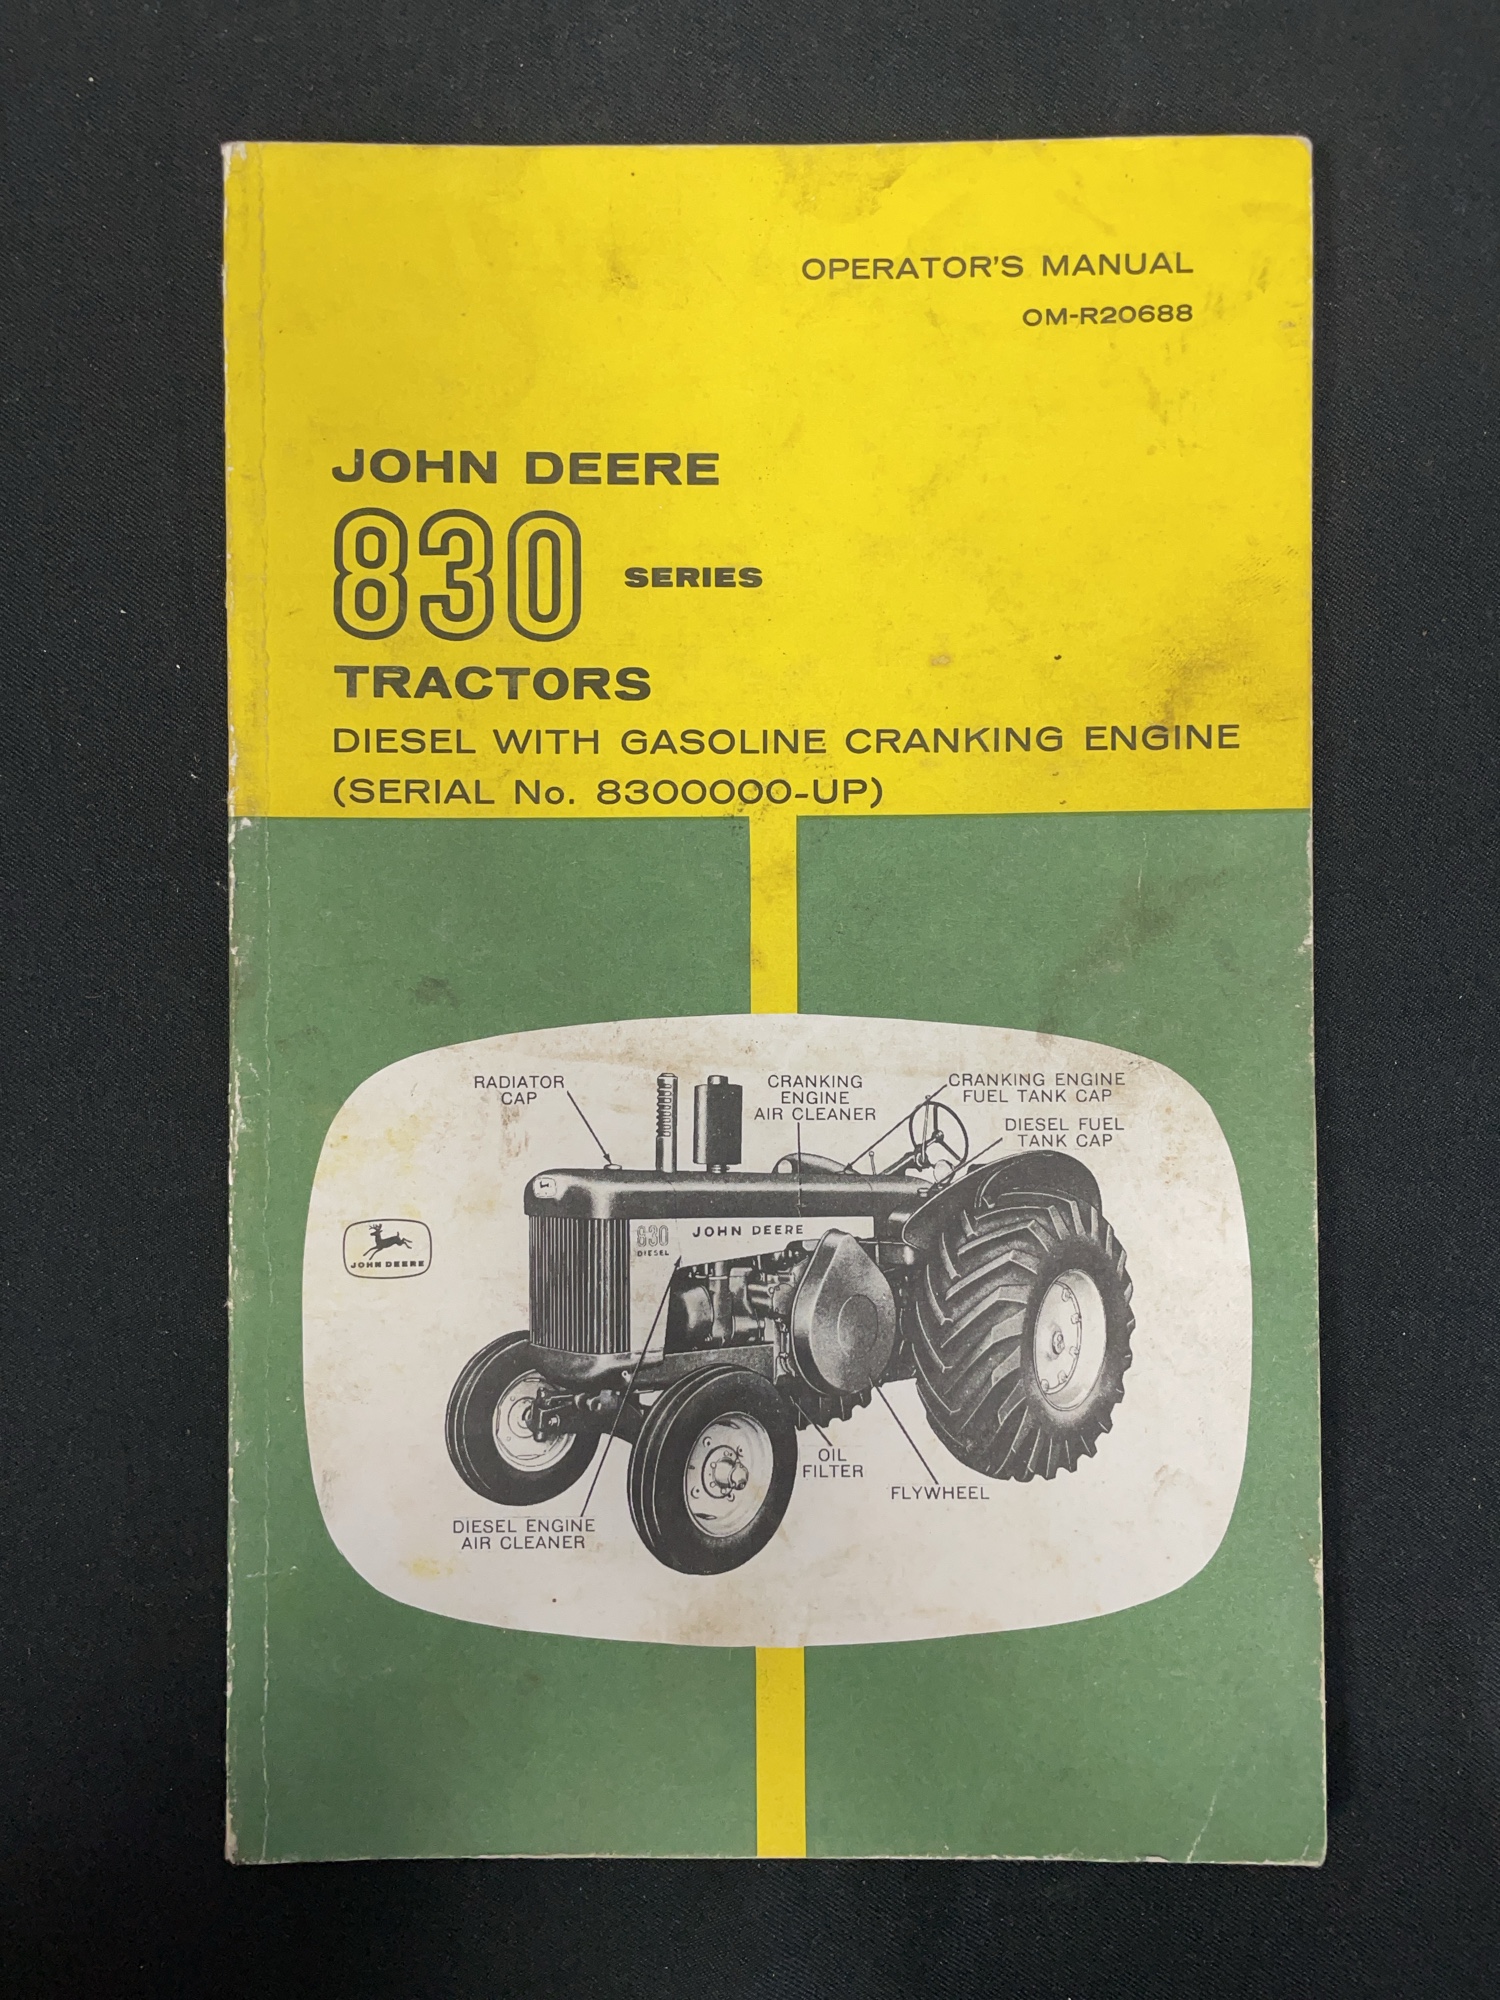 OPERATOR'S MANUAL
OM-R20688
JOHN DEERE
830 SERIES
TRACTORS
DIESEL WITH GASOLINE CRANKING ENGINE
(SERIAL No. 8300000-UP)
RADIATOR
CAP
CRANKING
ENGINE
AIR CLEANER
CRANKING ENGINE
FUEL TANK CAP
DIESEL FUEL
TANK CAP
830
DIESEL
JOHN DEERE
JOHN DEERE
OIL
FILTER
FLYWHEEL
DIESEL ENGINE
AIR CLEANER